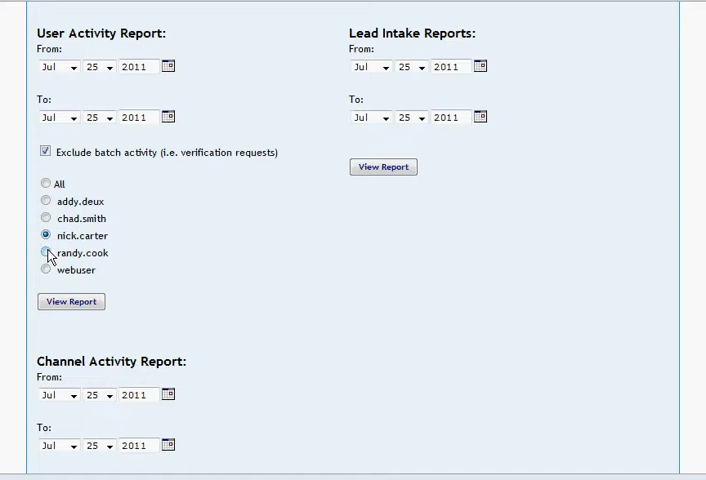 User Activity Report:
From:
Jul 25 2011
To:
Jul 25 2011
Exclude batch activity (i.e. verification requests)
All
addy.deux
chad.smith
nick.carter
randy.cook
webuser
View Report
Lead Intake Reports:
From:
Jul 25 2011
To:
Jul 25 2011
View Report
Channel Activity Report:
From:
Jul 25 2011
To:
Jul 25 2011